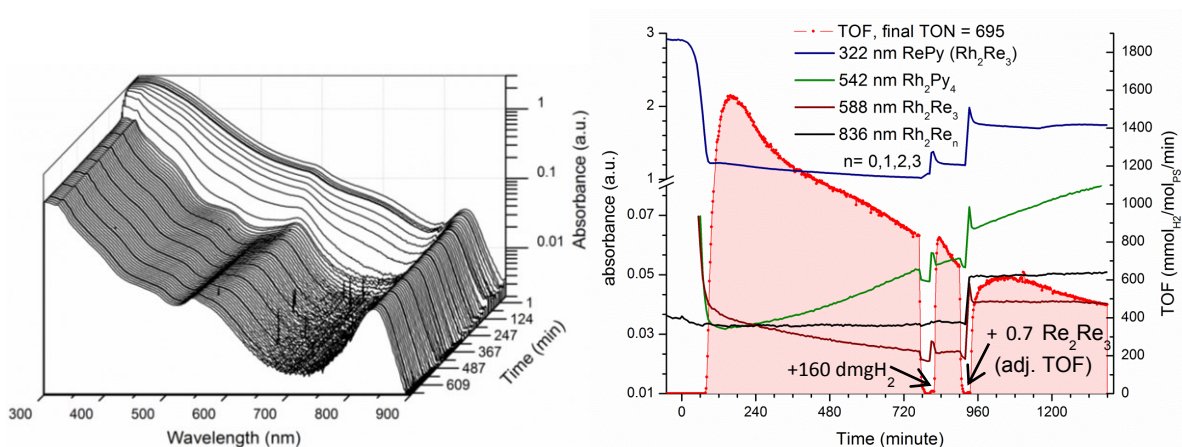 1
0.1
0.01
1
124
247
367
487
609
300 400 500 600 700 800 900
Wavelength (nm)
Time (min)
Absorbance (a.u.)
TOF, final TON = 695
322 nm RePy (Rh₂Re₃)
542 nm Rh₂Py₄
588 nm Rh₂Re₃
836 nm Rh₂Reₙ
n= 0,1,2,3
3
2
1
0.07
0.05
0.03
0.01
absorbance (a.u.)
1800
1600
1400
1200
1000
800
600
400
200
0
TOF (mmol_H2/mol_PS/min)
+160 dmgH₂
+ 0.7 Re₂Re₃
(adj. TOF)
0 240 480 720 960 1200
Time (minute)